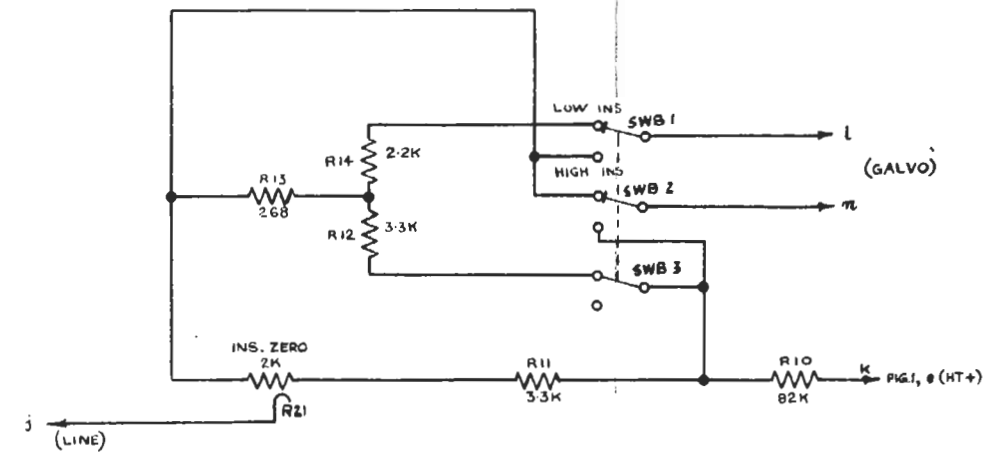 LOW INS
SWB 1
l
R14
2·2K
HIGH INS
(GALVO)
R13
268
SWB 2
n
R12
3·3K
SWB 3
INS. ZERO
2K
R11
3.3K
R10
82K
k
FIG.1, e (HT+)
R21
j
(LINE)